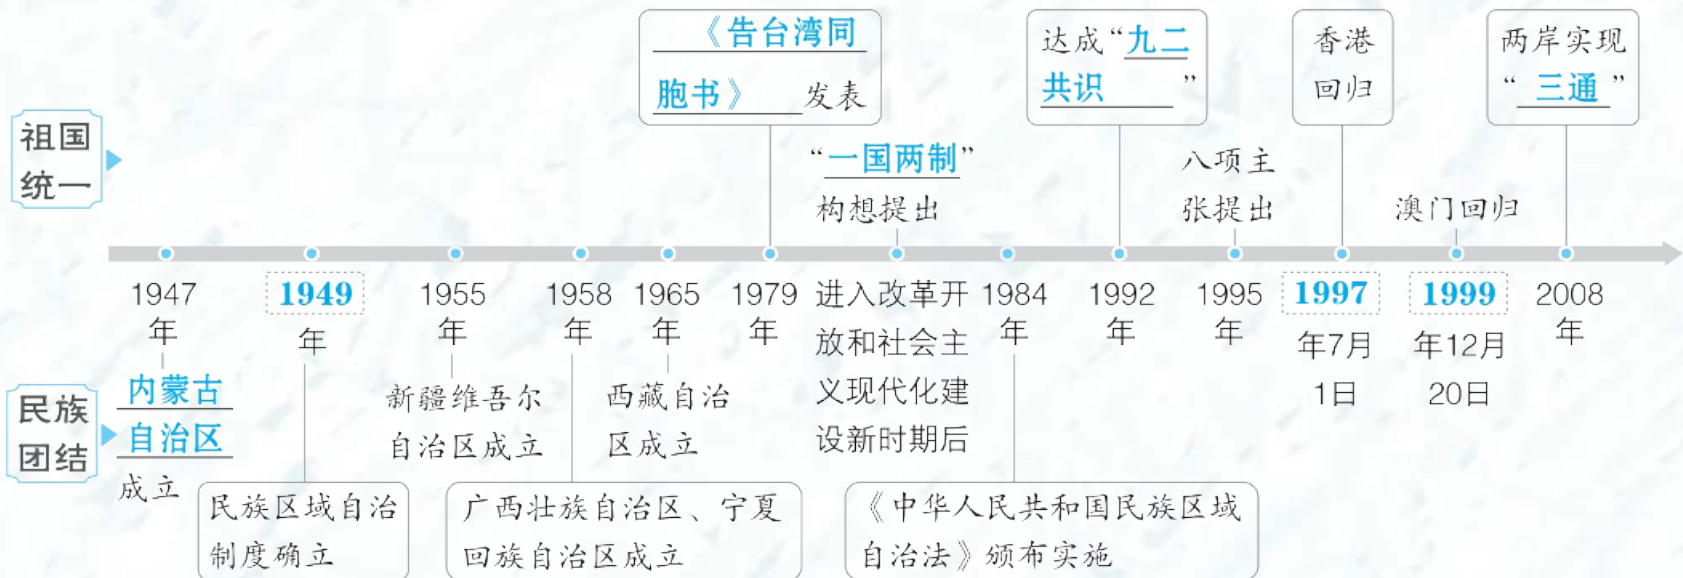 祖国
统一
《告台湾同
胞书》 发表
“一国两制”
构想提出
达成“九二
共识”
八项主
张提出
香港
回归
澳门回归
两岸实现
“三通”
1947
年
1949
年
1955
年
1958
年
1965
年
1979
年
进入改革开
放和社会主
义现代化建
设新时期后
1984
年
1992
年
1995
年
1997
年7月
1日
1999
年12月
20日
2008
年
民族
团结
内蒙古
自治区
成立
民族区域自治
制度确立
新疆维吾尔
自治区成立
广西壮族自治区、宁夏
回族自治区成立
西藏自治
区成立
《中华人民共和国民族区域
自治法》颁布实施